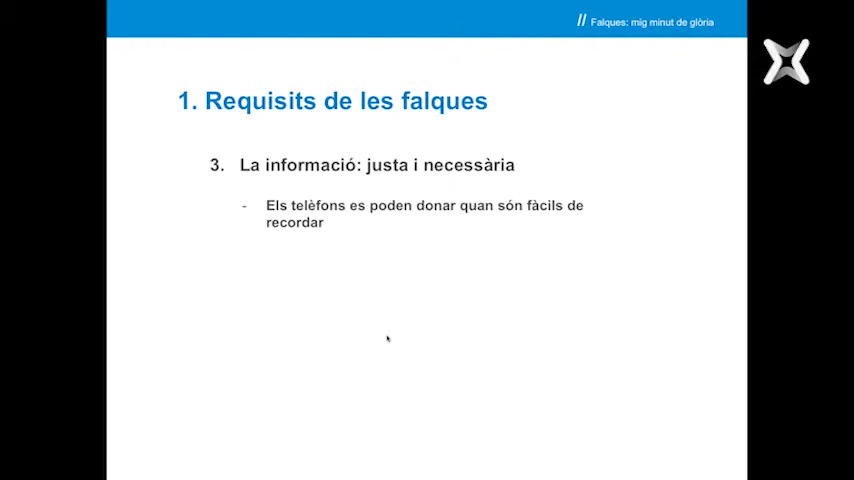 // Falques: mig minut de glòria
1. Requisits de les falques
3. La informació: justa i necessària
- Els telèfons es poden donar quan són fàcils de
recordar